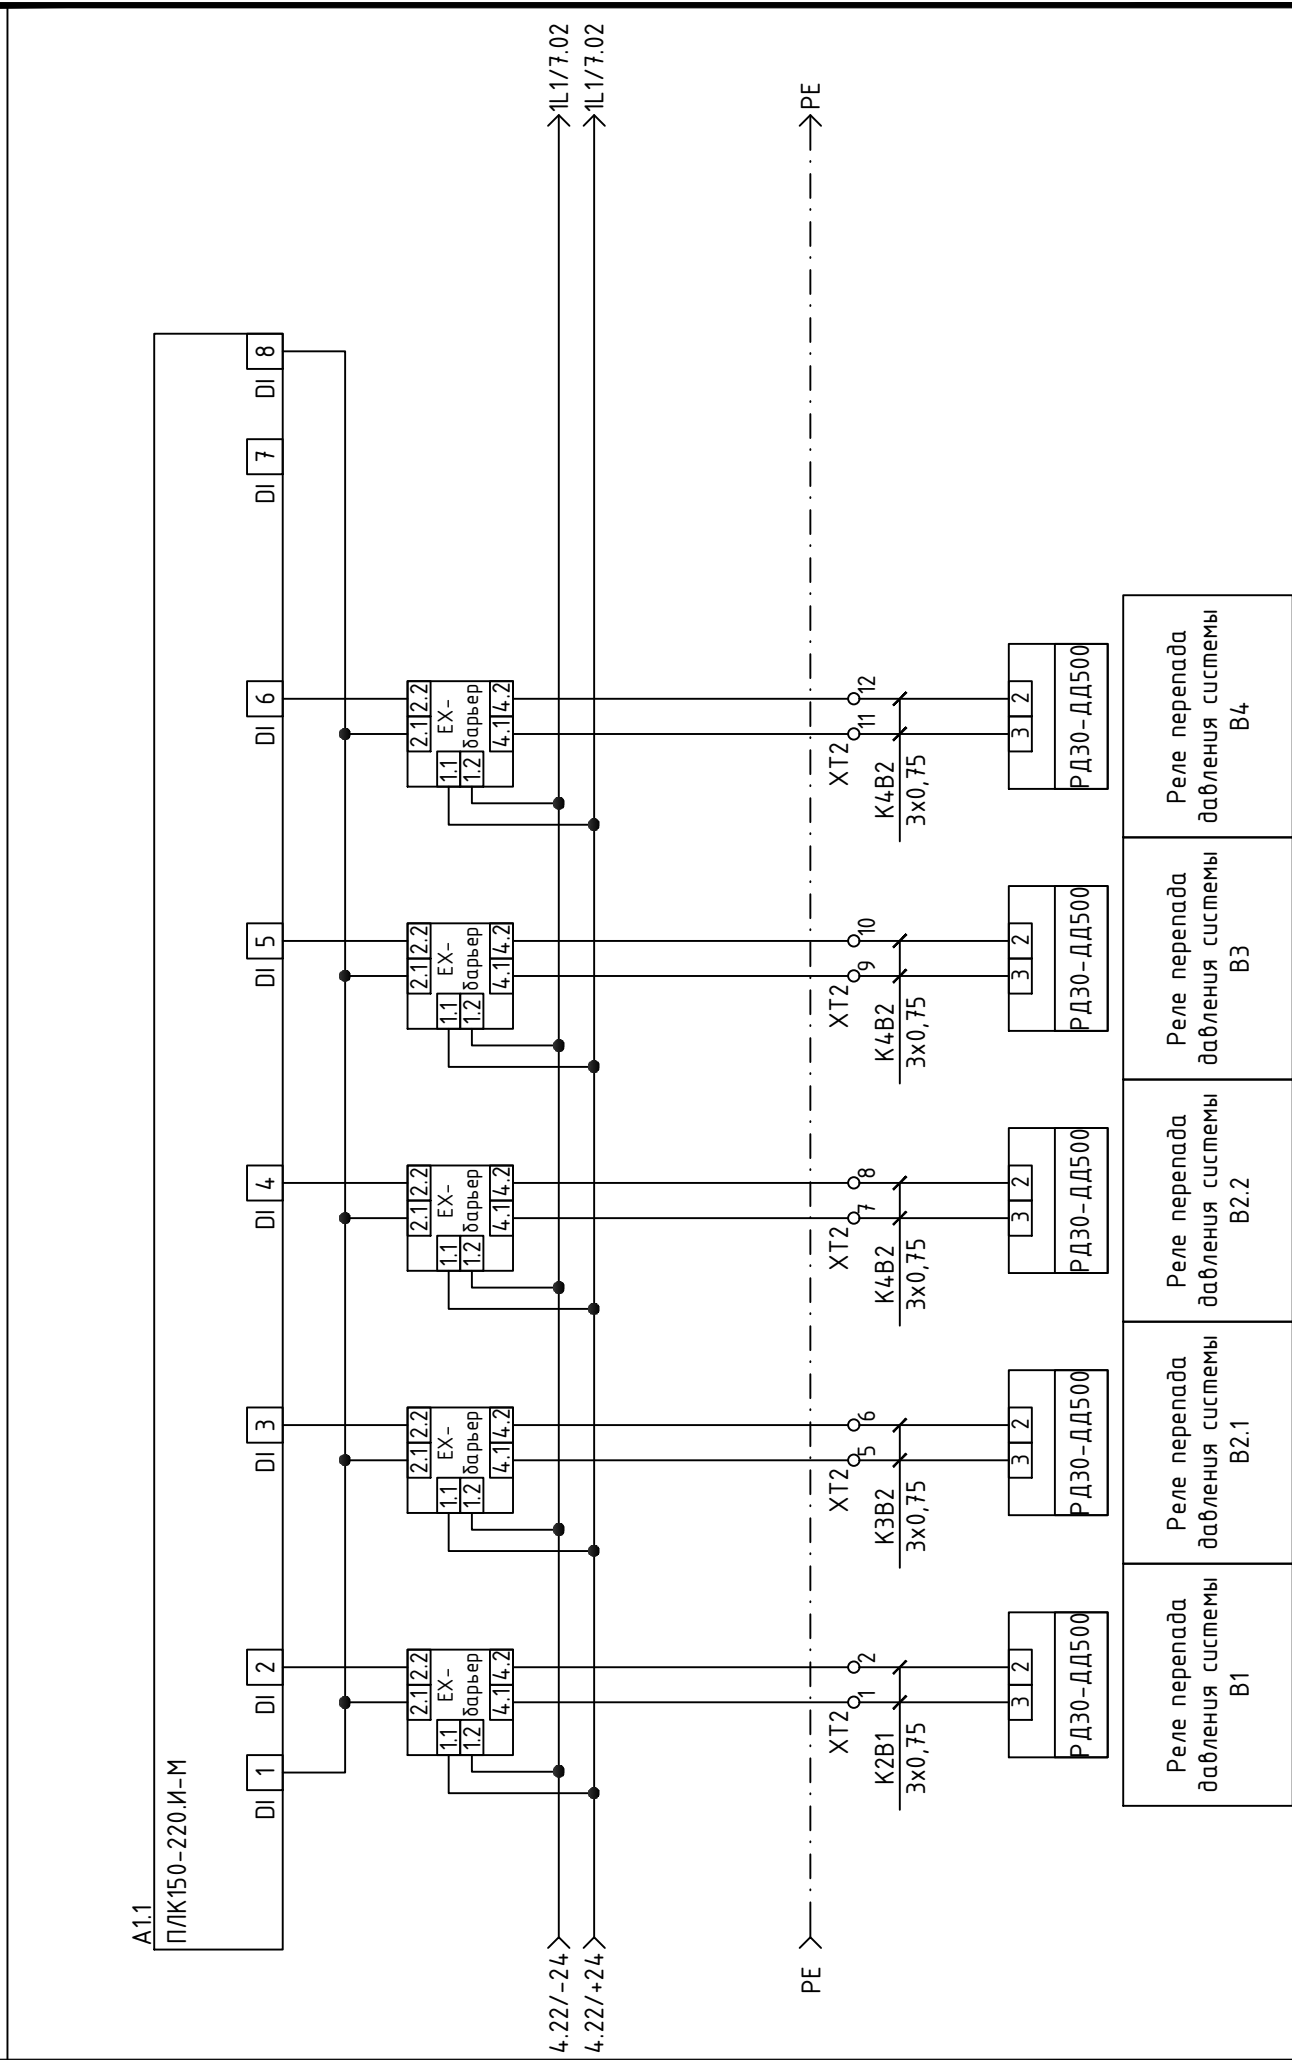 A1.1
ПЛК150-220.И-М
DI 1
DI 2
DI 3
DI 4
DI 5
DI 6
DI 7
DI 8
2.1 2.2
EX-
1.1
1.2 барьер
4.1 4.2
2.1 2.2
EX-
1.1
1.2 барьер
4.1 4.2
2.1 2.2
EX-
1.1
1.2 барьер
4.1 4.2
2.1 2.2
EX-
1.1
1.2 барьер
4.1 4.2
2.1 2.2
EX-
1.1
1.2 барьер
4.1 4.2
4.22/-24
1L1/7.02
4.22/+24
1L1/7.02
PE
PE
XT2 1 2
K2B1
3x0,75
XT2 5 6
K3B2
3x0,75
XT2 7 8
K4B2
3x0,75
XT2 9 10
K4B2
3x0,75
XT2 11 12
K4B2
3x0,75
3 2
РД30-ДД500
3 2
РД30-ДД500
3 2
РД30-ДД500
3 2
РД30-ДД500
3 2
РД30-ДД500
Реле перепада
давления системы
В1
Реле перепада
давления системы
В2.1
Реле перепада
давления системы
В2.2
Реле перепада
давления системы
В3
Реле перепада
давления системы
В4